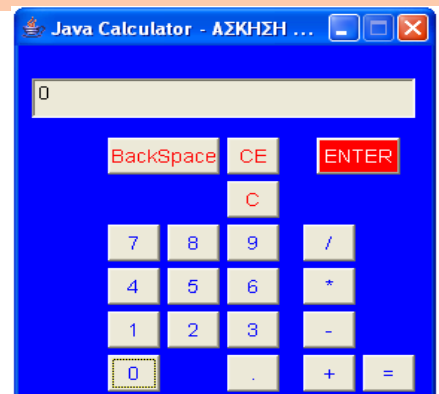 Java Calculator - ΑΣΚΗΣΗ ...
0
BackSpace CE ENTER
C
7 8 9 /
4 5 6 *
1 2 3 -
0 . + =